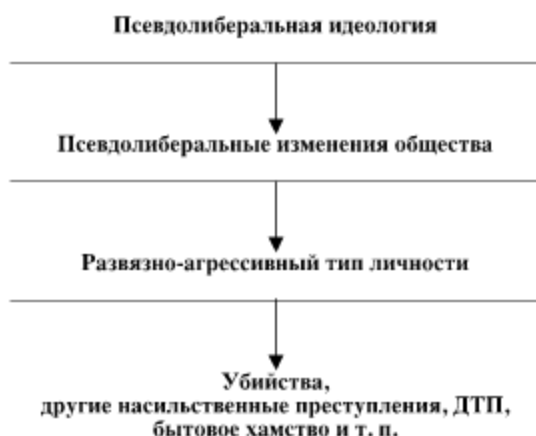 Псевдолиберальная идеология
Псевдолиберальные изменения общества
Развязно-агрессивный тип личности
Убийства,
другие насильственные преступления, ДТП,
бытовое хамство и т. п.